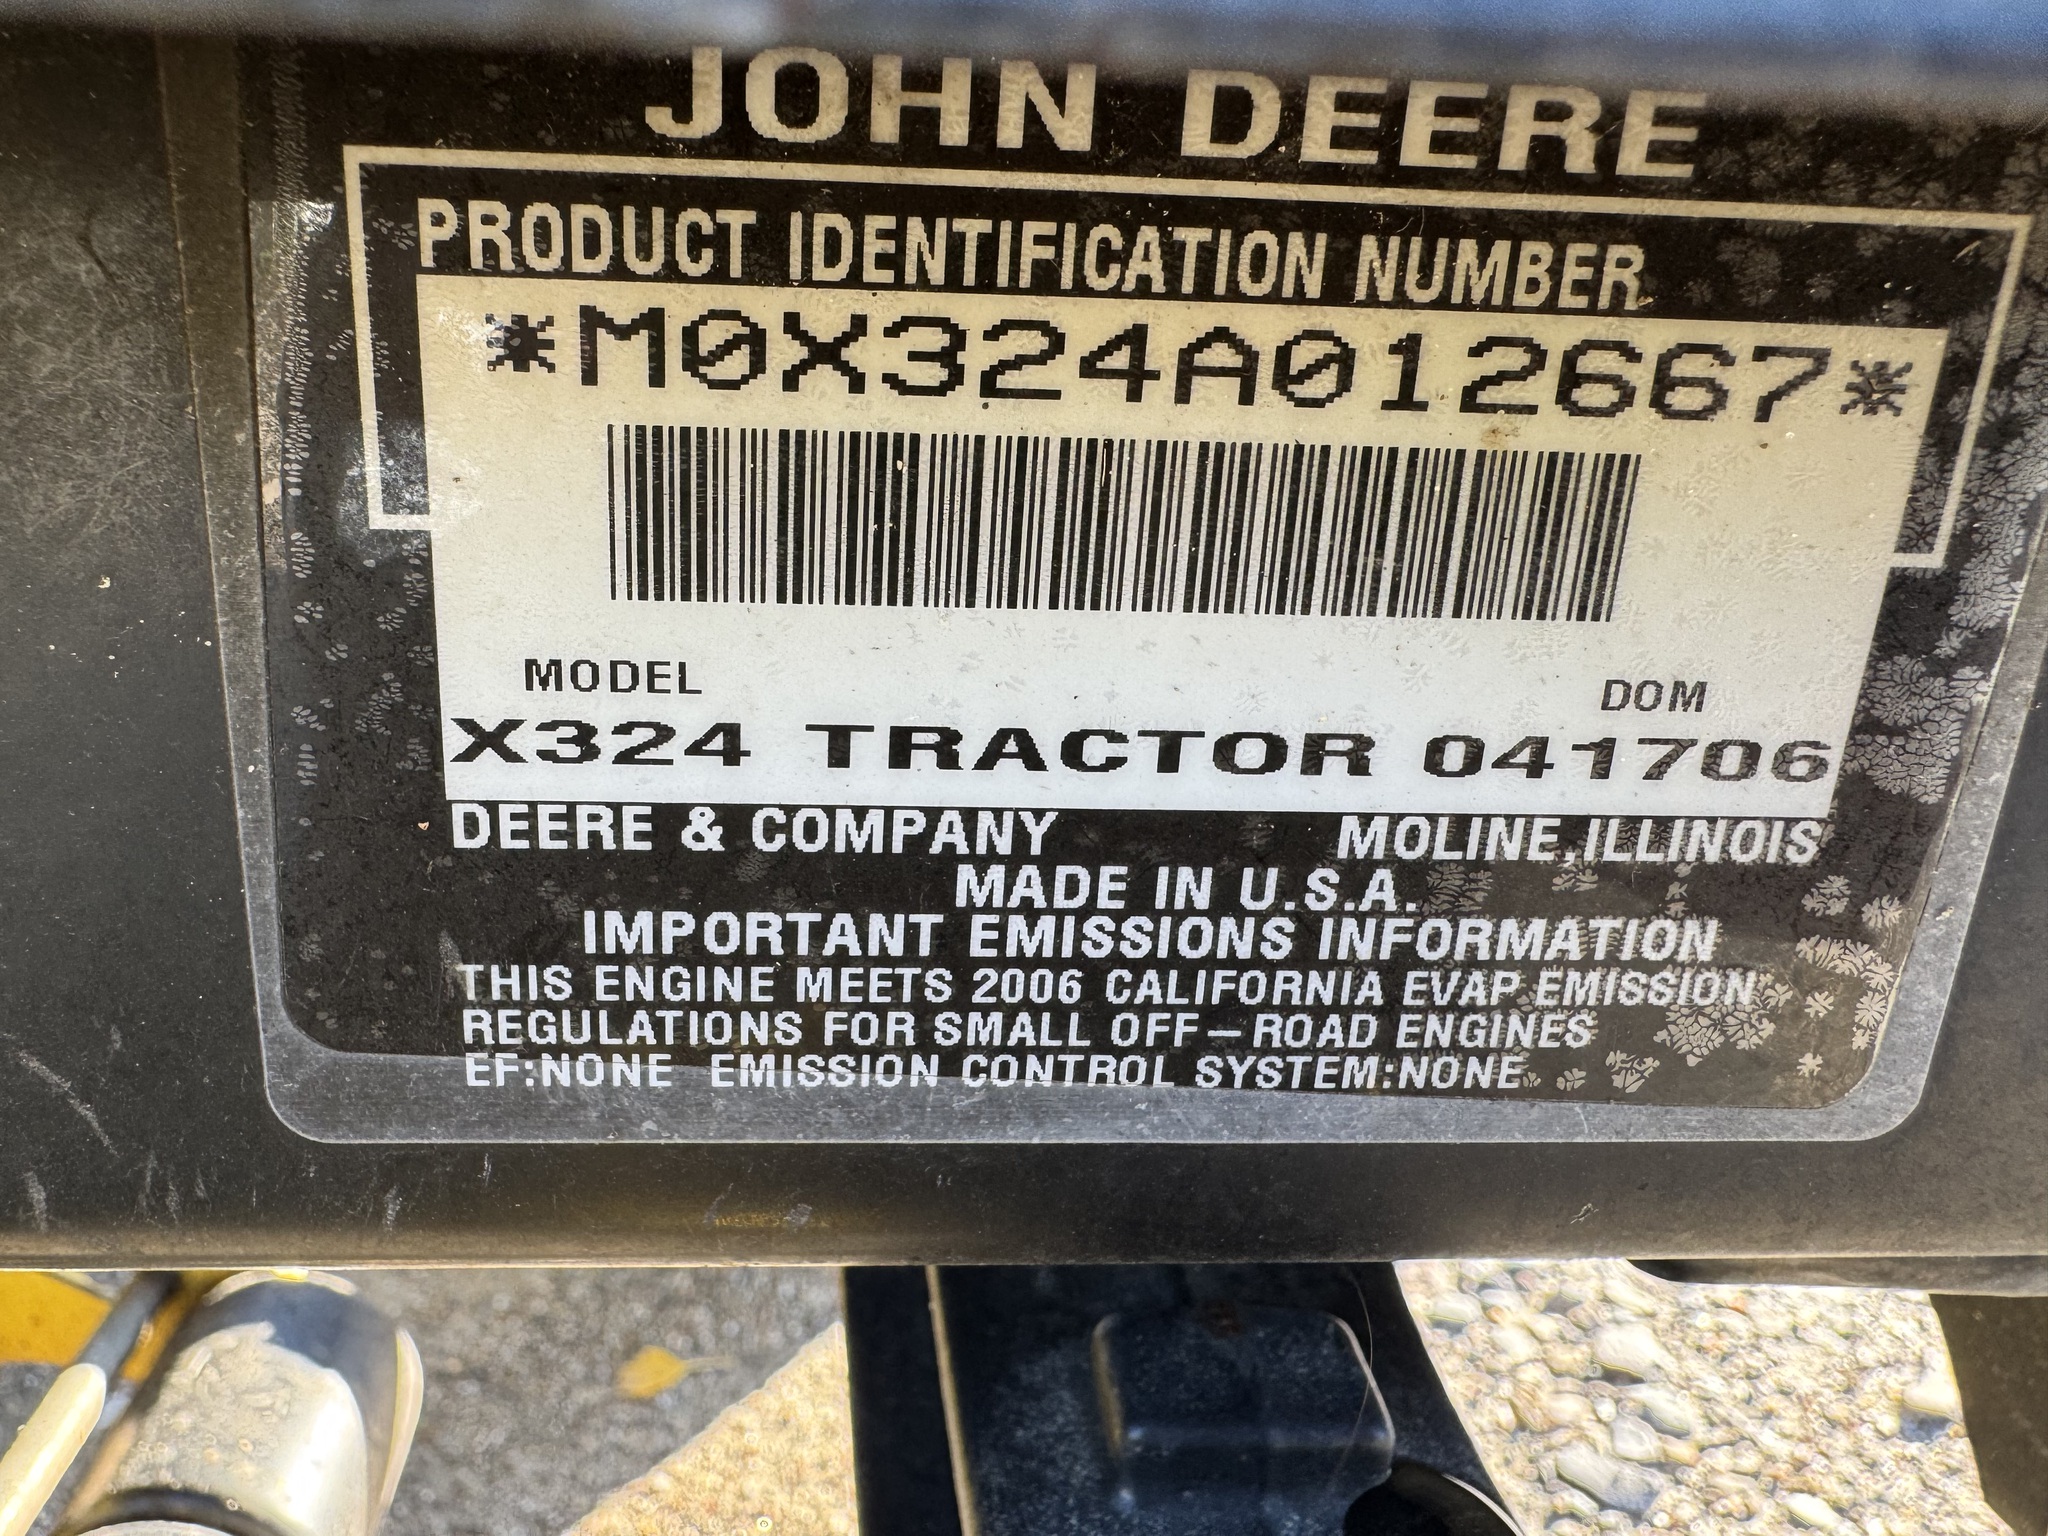 JOHN DEERE
PRODUCT IDENTIFICATION NUMBER
*M0X324A012667*
MODEL DOM
X324 TRACTOR 041706
DEERE & COMPANY MOLINE,ILLINOIS
MADE IN U.S.A.
IMPORTANT EMISSIONS INFORMATION
THIS ENGINE MEETS 2006 CALIFORNIA EVAP EMISSION
REGULATIONS FOR SMALL OFF-ROAD ENGINES
EF:NONE EMISSION CONTROL SYSTEM:NONE